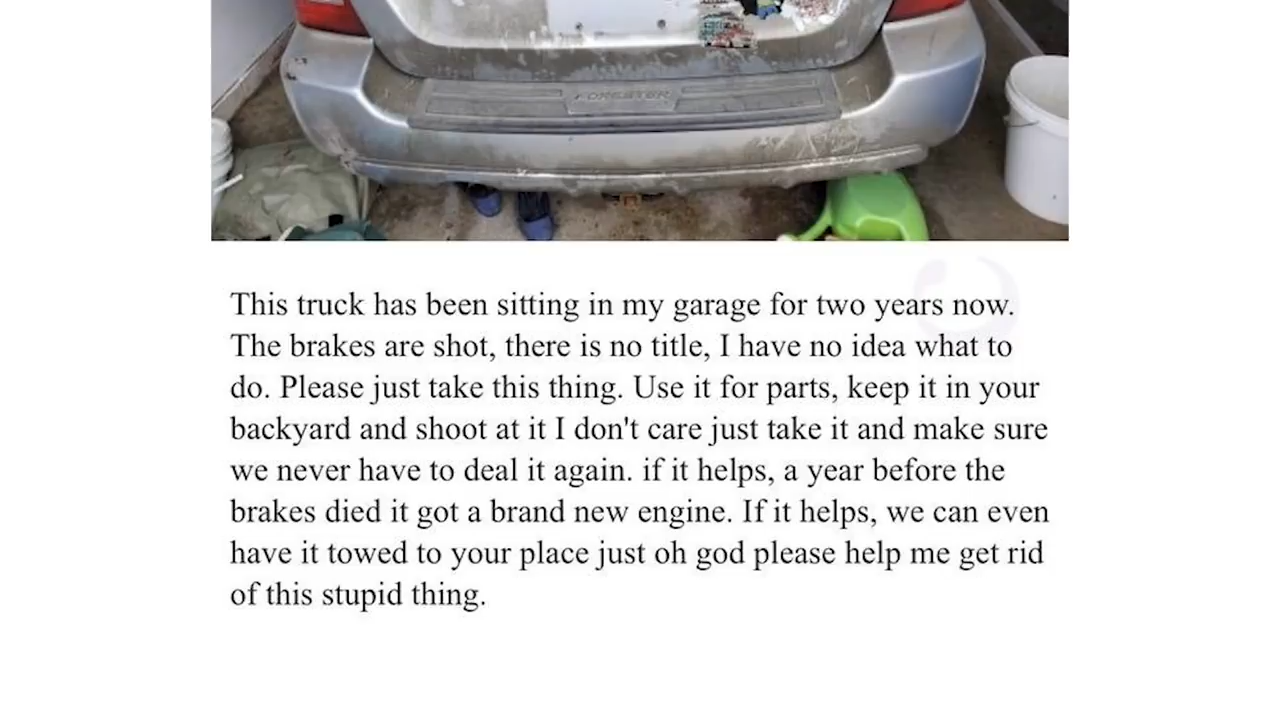 FORESTER
This truck has been sitting in my garage for two years now.
The brakes are shot, there is no title, I have no idea what to
do. Please just take this thing. Use it for parts, keep it in your
backyard and shoot at it I don't care just take it and make sure
we never have to deal it again. if it helps, a year before the
brakes died it got a brand new engine. If it helps, we can even
have it towed to your place just oh god please help me get rid
of this stupid thing.